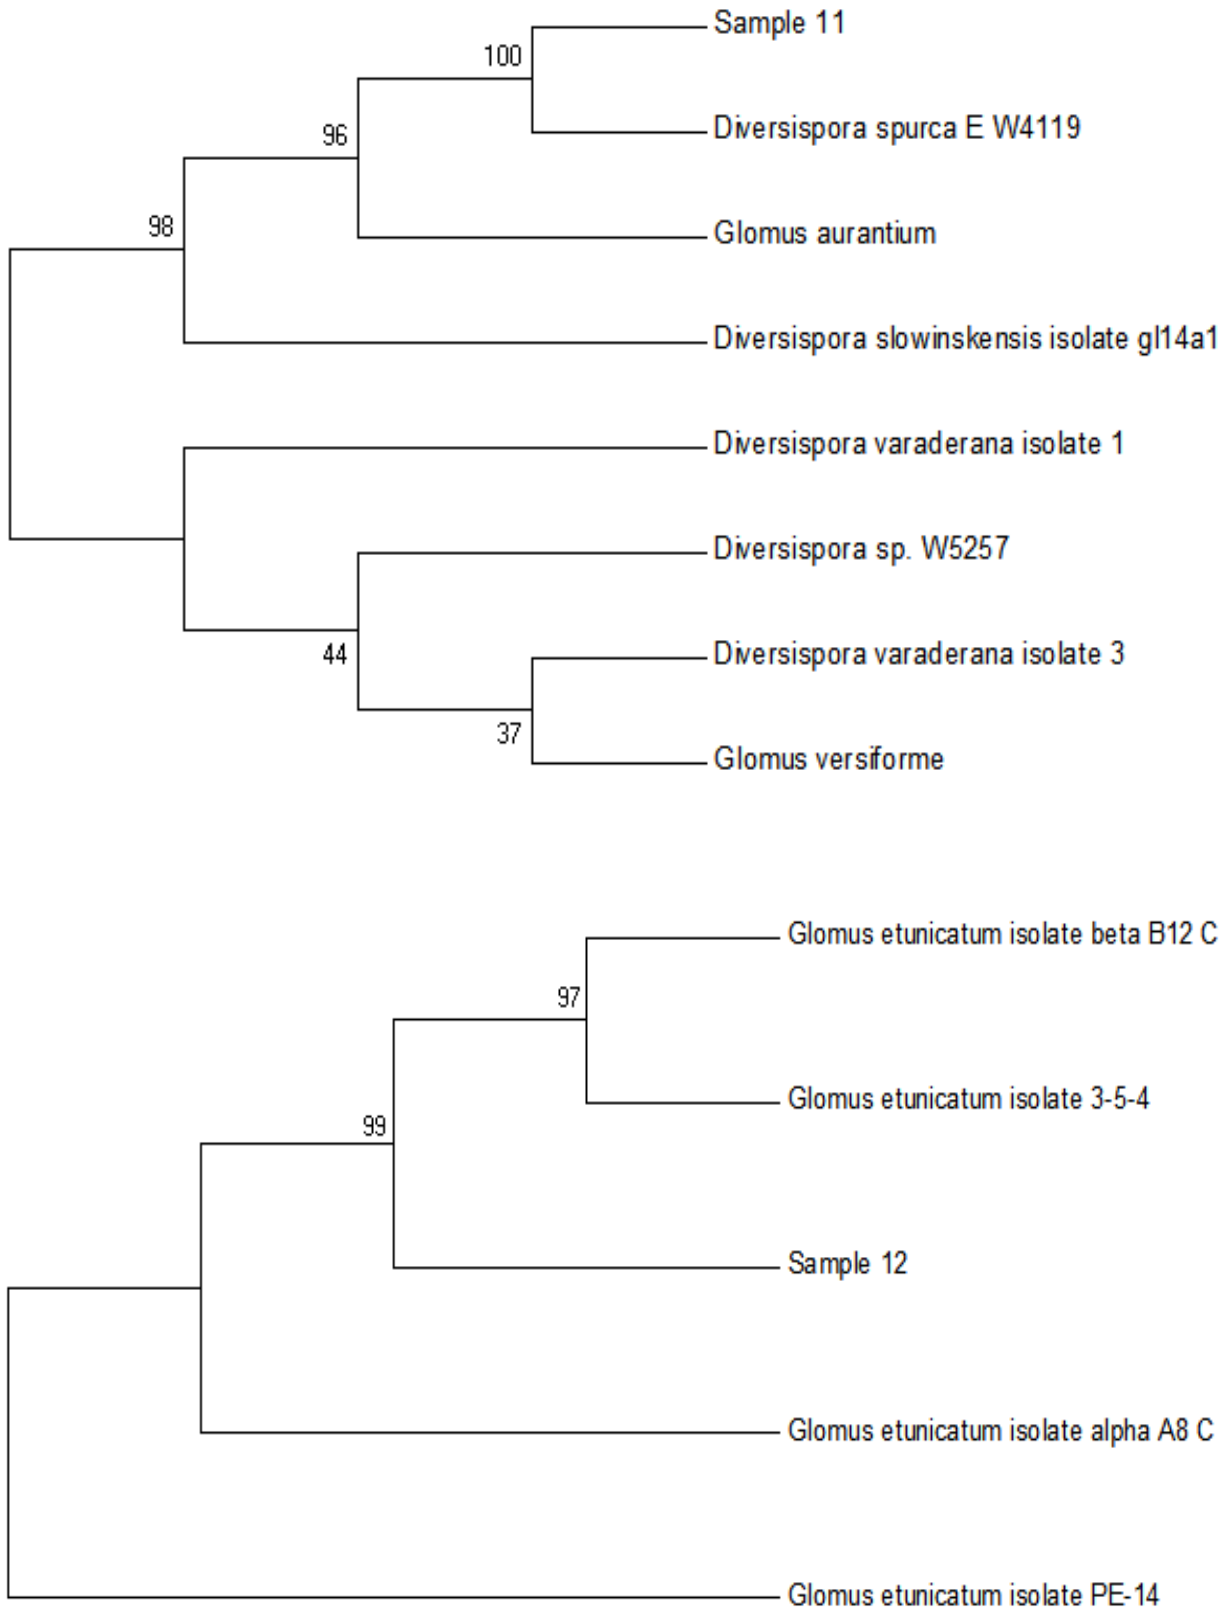 Sample 11
100
Diversispora spurca E W4119
96
Glomus aurantium
98
Diversispora slowinskensis isolate gl14a1
Diversispora varaderana isolate 1
Diversispora sp. W5257
44
Diversispora varaderana isolate 3
37
Glomus versiforme
Glomus etunicatum isolate beta B12 C
97
Glomus etunicatum isolate 3-5-4
99
Sample 12
Glomus etunicatum isolate alpha A8 C
Glomus etunicatum isolate PE-14